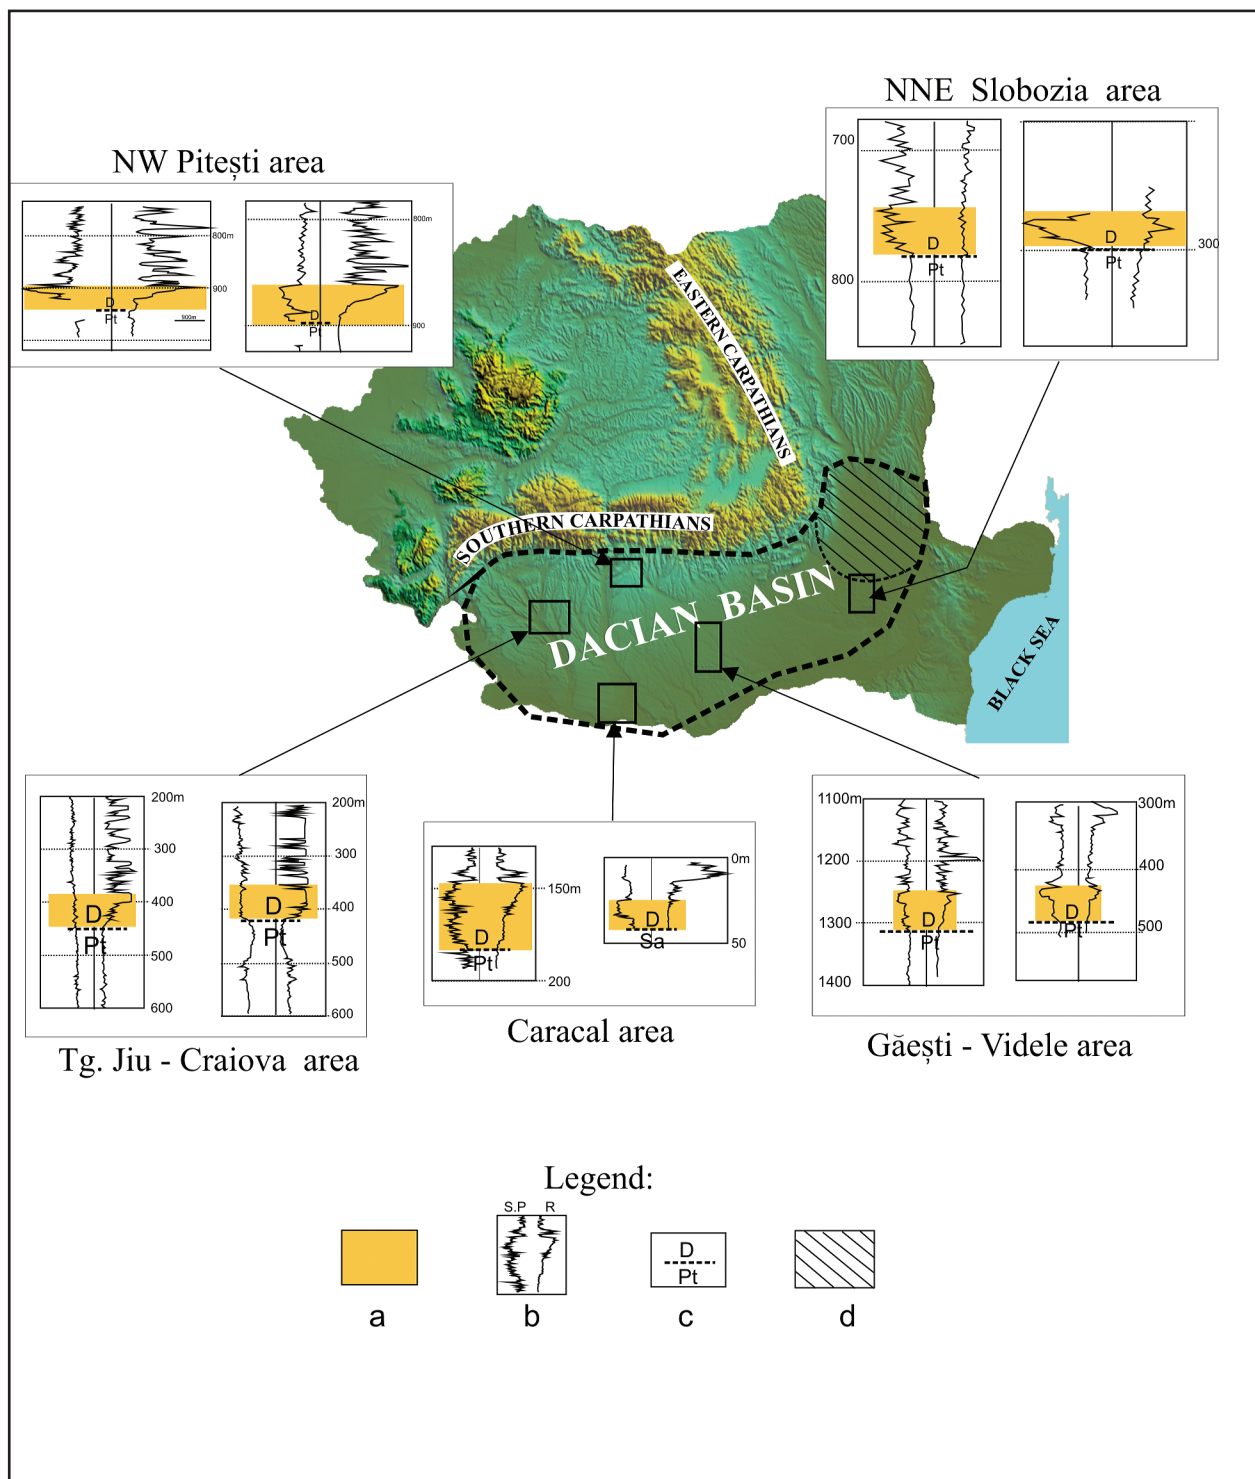 NNE Slobozia area
700
D
Pt
800
D
Pt
300
NW Pitești area
800m
900
D
Pt
900m
800m
D
Pt
900
EASTERN CARPATHIANS
SOUTHERN CARPATHIANS
DACIAN BASIN
BLACK SEA
200m
300
400
D
Pt
500
600
200m
300
400
D
Pt
500
600
Tg. Jiu - Craiova area
150m
D
Pt
200
0m
D
Sa
50
Caracal area
1100m
1200
1300
D
Pt
1400
300m
400
D
Pt
500
Găești - Videle area
Legend:
S.P R
D
Pt
a b c d